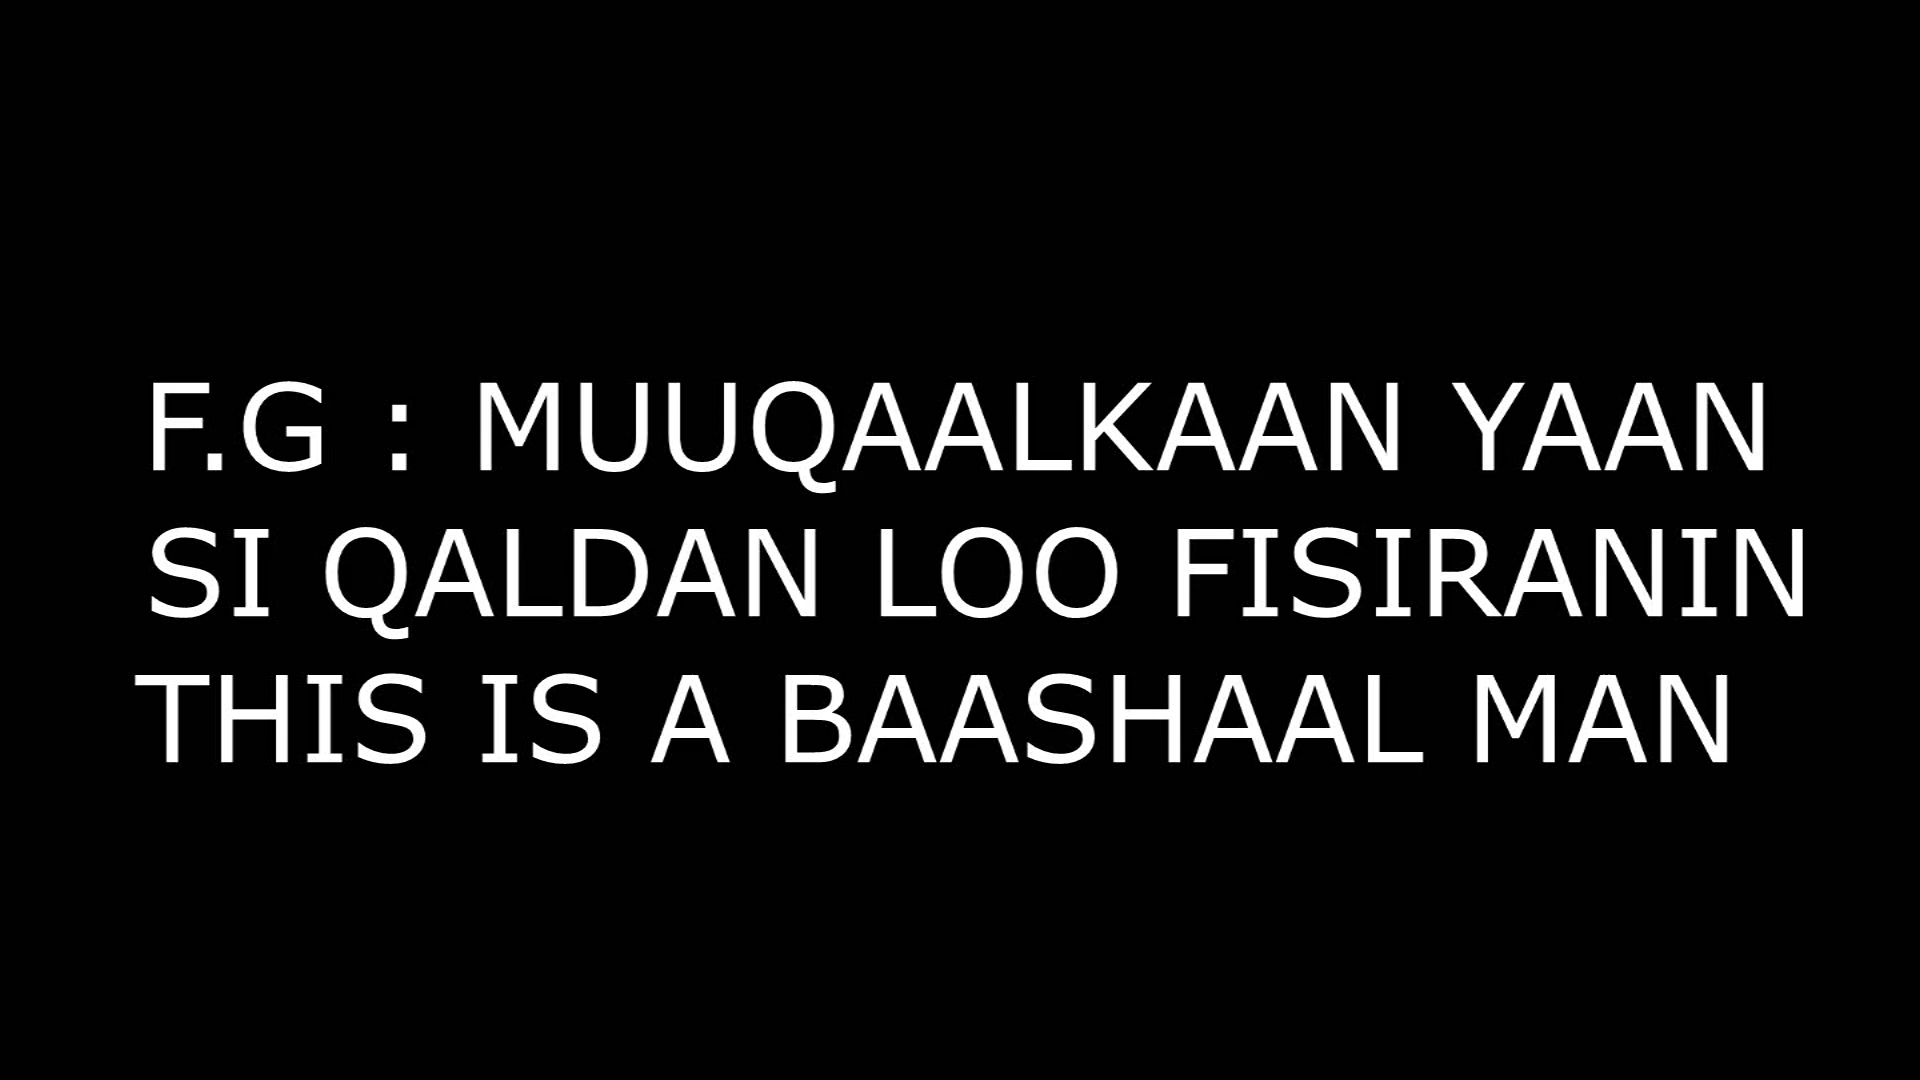 F.G : MUUQAALKAAN YAAN
SI QALDAN LOO FISIRANIN
THIS IS A BAASHAAL MAN